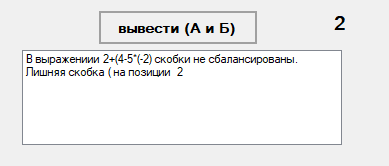 вывести (А и Б)
2
В выражениии 2+(4-5*(-2) скобки не сбалансированы.
Лишняя скобка ( на позиции  2